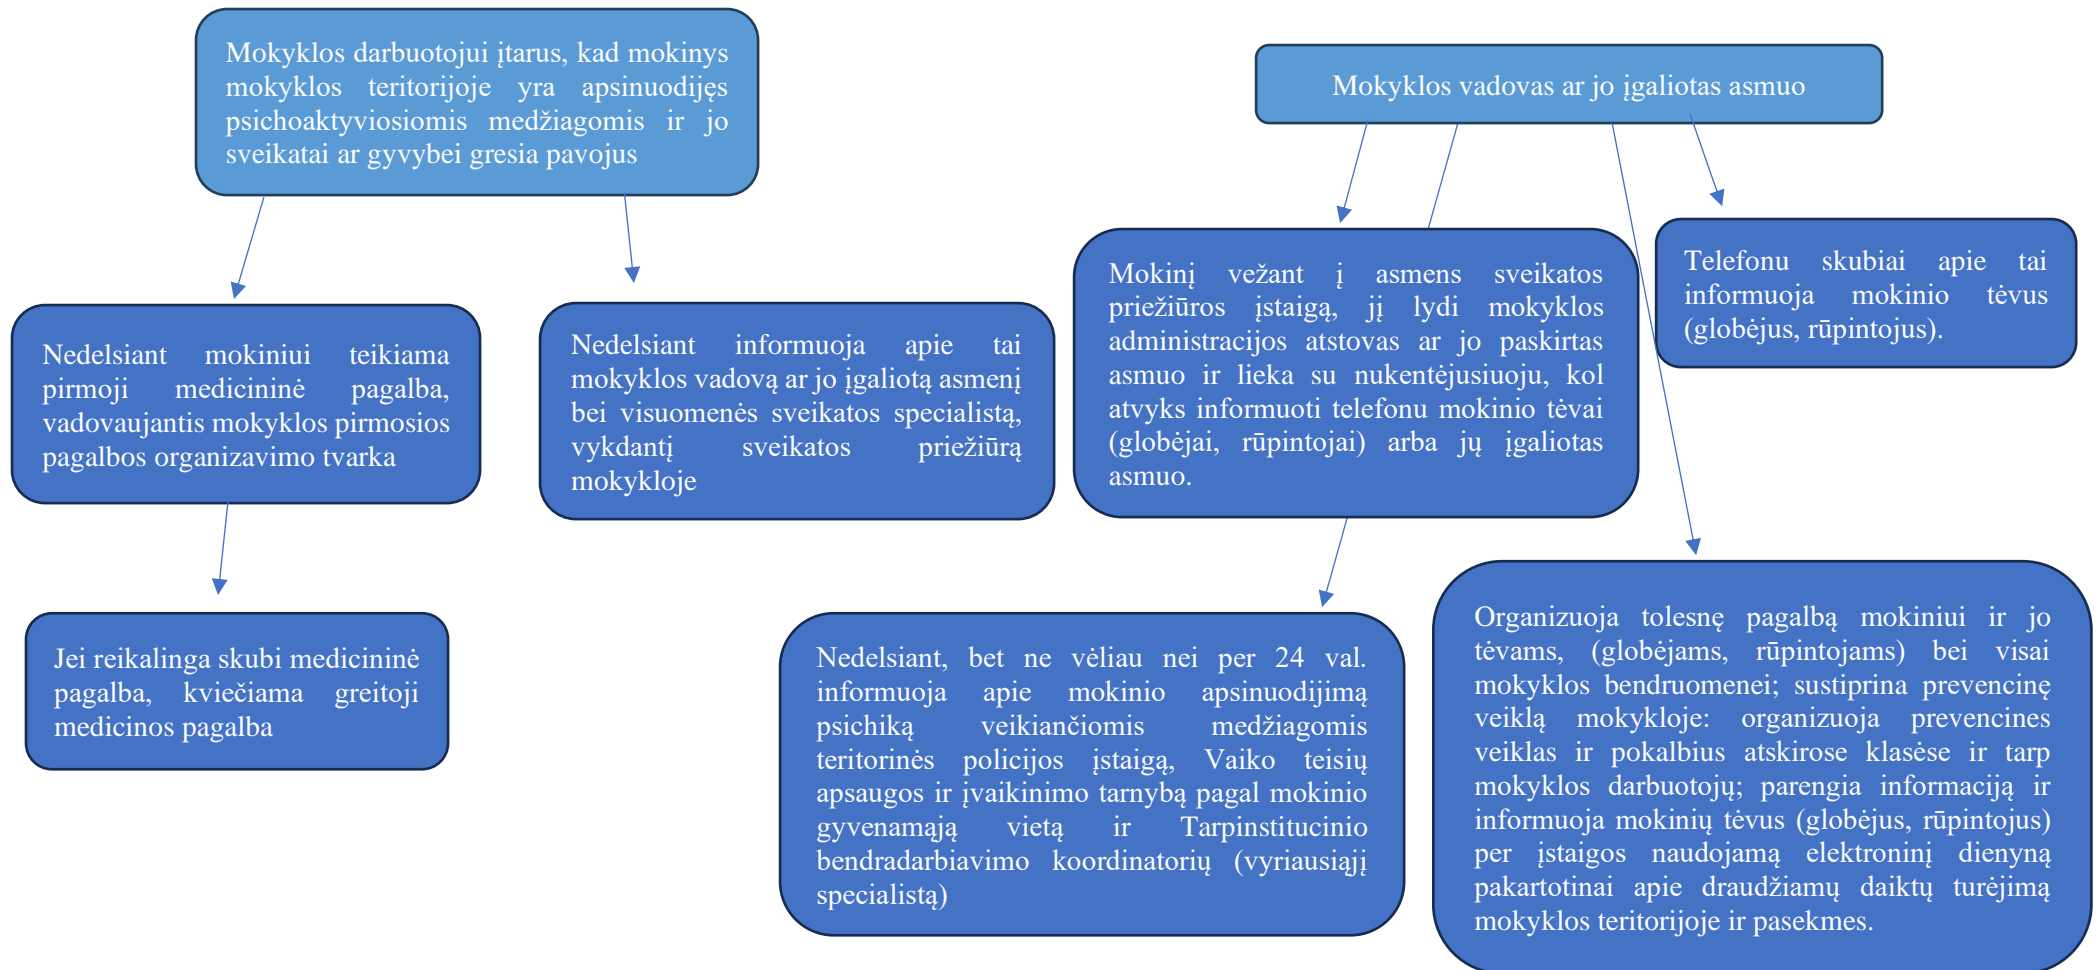 Mokyklos darbuotojui įtarus, kad mokinys
mokyklos teritorijoje yra apsinuodijęs
psichoaktyviosiomis medžiagomis ir jo
sveikatai ar gyvybei gresia pavojus
Nedelsiant mokiniui teikiama
pirmoji medicininė pagalba,
vadovaujantis mokyklos pirmosios
pagalbos organizavimo tvarka
Nedelsiant informuoja apie tai
mokyklos vadovą ar jo įgaliotą asmenį
bei visuomenės sveikatos specialistą,
vykdantį sveikatos priežiūrą
mokykloje
Jei reikalinga skubi medicininė
pagalba, kviečiama greitoji
medicinos pagalba
Mokyklos vadovas ar jo įgaliotas asmuo
Mokinį vežant į asmens sveikatos
priežiūros įstaigą, jį lydi mokyklos
administracijos atstovas ar jo paskirtas
asmuo ir lieka su nukentėjusiuoju, kol
atvyks informuoti telefonu mokinio tėvai
(globėjai, rūpintojai) arba jų įgaliotas
asmuo.
Telefonu skubiai apie tai
informuoja mokinio tėvus
(globėjus, rūpintojus).
Nedelsiant, bet ne vėliau nei per 24 val.
informuoja apie mokinio apsinuodijimą
psichiką veikiančiomis medžiagomis
teritorinės policijos įstaigą, Vaiko teisių
apsaugos ir įvaikinimo tarnybą pagal mokinio
gyvenamąją vietą ir Tarpinstitucinio
bendradarbiavimo koordinatorių (vyriausiąjį
specialistą)
Organizuoja tolesnę pagalbą mokiniui ir jo
tėvams, (globėjams, rūpintojams) bei visai
mokyklos bendruomenei; sustiprina prevencinę
veiklą mokykloje: organizuoja prevencines
veiklas ir pokalbius atskirose klasėse ir tarp
mokyklos darbuotojų; parengia informaciją ir
informuoja mokinių tėvus (globėjus, rūpintojus)
per įstaigos naudojamą elektroninį dienyną
pakartotinai apie draudžiamų daiktų turėjimą
mokyklos teritorijoje ir pasekmes.